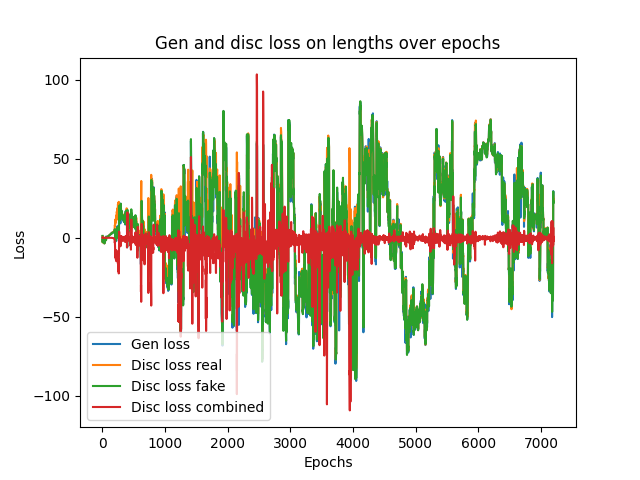 Gen and disc loss on lengths over epochs
100
50
0
−50
−100
Loss
Gen loss
Disc loss real
Disc loss fake
Disc loss combined
0 1000 2000 3000 4000 5000 6000 7000
Epochs